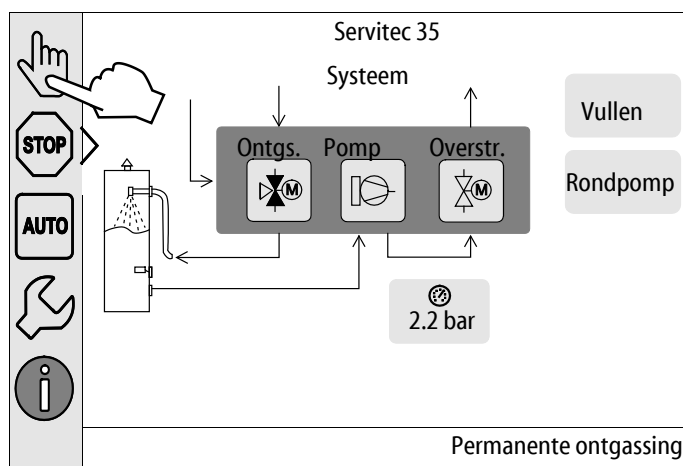 Servitec 35
Systeem
Vullen
STOP
Ontgs. Pomp Overstr.
Rondpomp
M
M
AUTO
2.2 bar
i
Permanente ontgassing